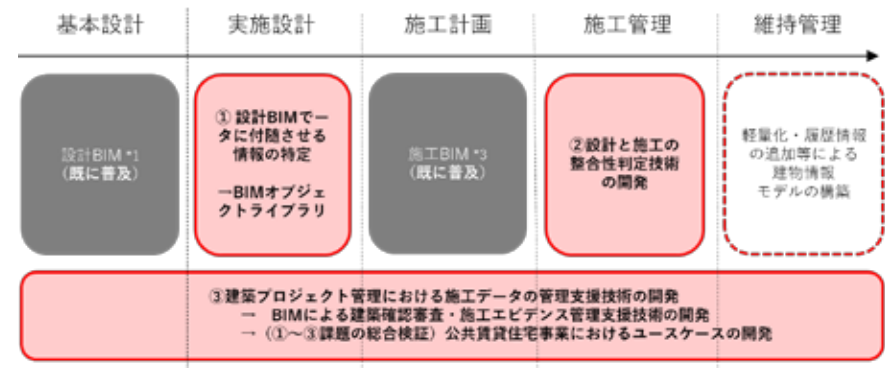 基本設計
実施設計
施工計画
施工管理
維持管理
設計BIM *1
(既に普及)
① 設計BIMでー
タに付随させる
情報の特定
→BIMオブジェ
クトライブラリ
施工BIM *3
(既に普及)
②設計と施工の
整合性判定技術
の開発
軽量化・履歴情報
の追加等による
建物情報
モデルの構築
③建築プロジェクト管理における施工データの管理支援技術の開発
→ BIMによる建築確認審査・施工エビデンス管理支援技術の開発
→（①～③課題の総合検証）公共賃貸住宅事業におけるユースケースの開発